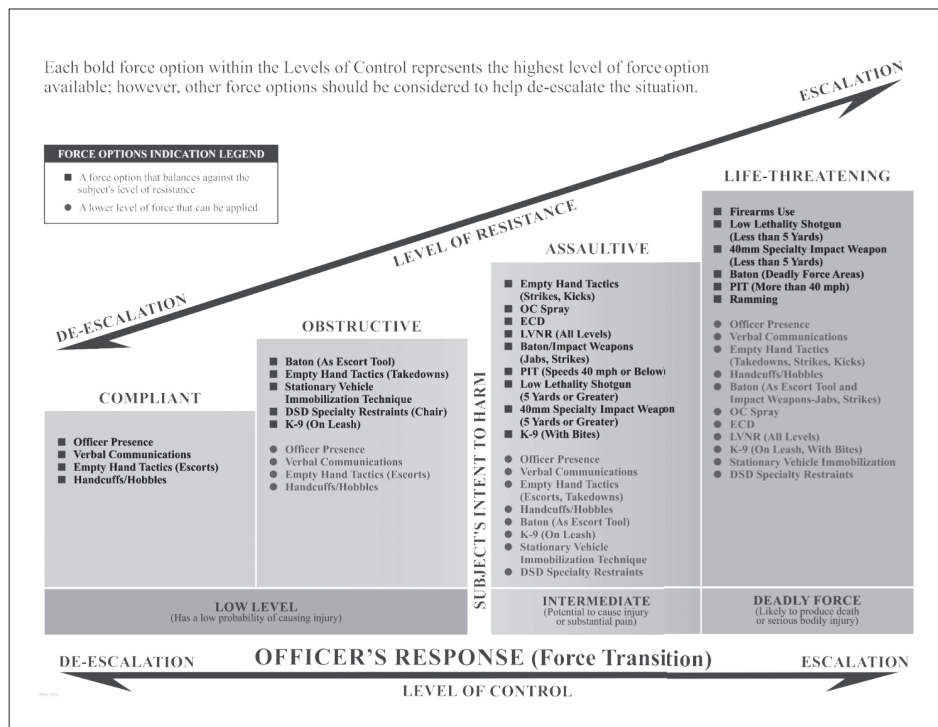 Each bold force option within the Levels of Control represents the highest level of force option
available; however, other force options should be considered to help de-escalate the situation.
FORCE OPTIONS INDICATION LEGEND
■ A force option that balances against the
subject's level of resistance
● A lower level of force that can be applied
DE-ESCALATION
LEVEL OF RESISTANCE
ESCALATION
COMPLIANT
■ Officer Presence
■ Verbal Communications
■ Empty Hand Tactics (Escorts)
■ Handcuffs/Hobbles
OBSTRUCTIVE
■ Baton (As Escort Tool)
■ Empty Hand Tactics (Takedowns)
■ Stationary Vehicle
Immobilization Technique
■ DSD Specialty Restraints (Chair)
■ K-9 (On Leash)
● Officer Presence
● Verbal Communications
● Empty Hand Tactics (Escorts)
● Handcuffs/Hobbles
SUBJECT'S INTENT TO HARM
ASSAULTIVE
■ Empty Hand Tactics
(Strikes, Kicks)
■ OC Spray
■ ECD
■ LVNR (All Levels)
■ Baton/Impact Weapons
(Jabs, Strikes)
■ PIT (Speeds 40 mph or Below)
■ Low Lethality Shotgun
(5 Yards or Greater)
■ 40mm Specialty Impact Weapon
(5 Yards or Greater)
■ K-9 (With Bites)
● Officer Presence
● Verbal Communications
● Empty Hand Tactics
(Escorts, Takedowns)
● Handcuffs/Hobbles
● Baton (As Escort Tool)
● K-9 (On Leash)
● Stationary Vehicle
Immobilization Technique
● DSD Specialty Restraints
LIFE-THREATENING
■ Firearms Use
■ Low Lethality Shotgun
(Less than 5 Yards)
■ 40mm Specialty Impact Weapon
(Less than 5 Yards)
■ Baton (Deadly Force Areas)
■ PIT (More than 40 mph)
■ Ramming
● Officer Presence
● Verbal Communications
● Empty Hand Tactics
(Takedowns, Strikes, Kicks)
● Handcuffs/Hobbles
● Baton (As Escort Tool and
Impact Weapons-Jabs, Strikes)
● OC Spray
● ECD
● LVNR (All Levels)
● K-9 (On Leash, With Bites)
● Stationary Vehicle Immobilization
● DSD Specialty Restraints
LOW LEVEL
(Has a low probability of causing injury)
INTERMEDIATE
(Potential to cause injury
or substantial pain)
DEADLY FORCE
(Likely to produce death
or serious bodily injury)
DE-ESCALATION
OFFICER'S RESPONSE (Force Transition)
ESCALATION
LEVEL OF CONTROL